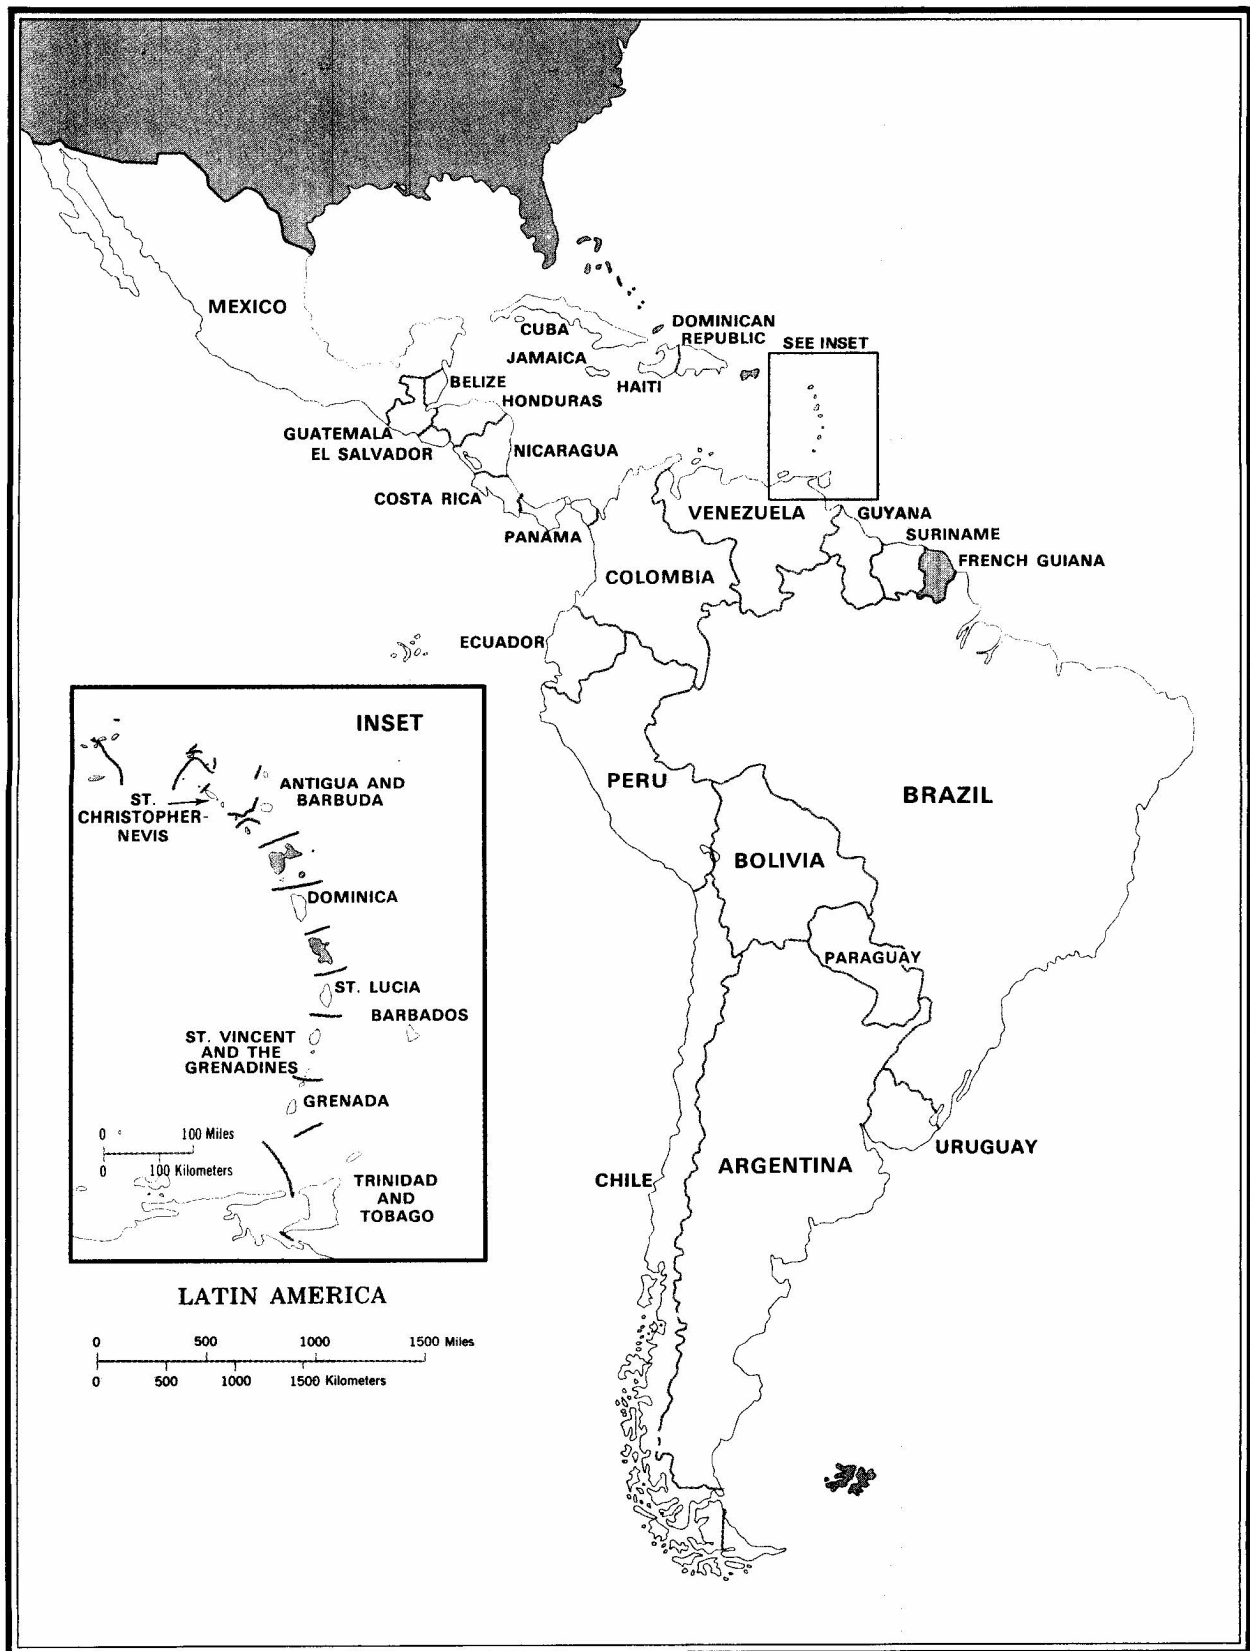 MEXICO
CUBA
DOMINICAN
REPUBLIC
SEE INSET
JAMAICA
HAITI
BELIZE
HONDURAS
GUATEMALA
EL SALVADOR
NICARAGUA
COSTA RICA
PANAMA
VENEZUELA
GUYANA
SURINAME
FRENCH GUIANA
COLOMBIA
ECUADOR
PERU
BRAZIL
BOLIVIA
PARAGUAY
CHILE
ARGENTINA
URUGUAY
INSET
ST.
CHRISTOPHER-
NEVIS
ANTIGUA AND
BARBUDA
DOMINICA
ST. LUCIA
BARBADOS
ST. VINCENT
AND THE
GRENADINES
GRENADA
0 100 Miles
0 100 Kilometers
TRINIDAD
AND
TOBAGO
LATIN AMERICA
0 500 1000 1500 Miles
0 500 1000 1500 Kilometers